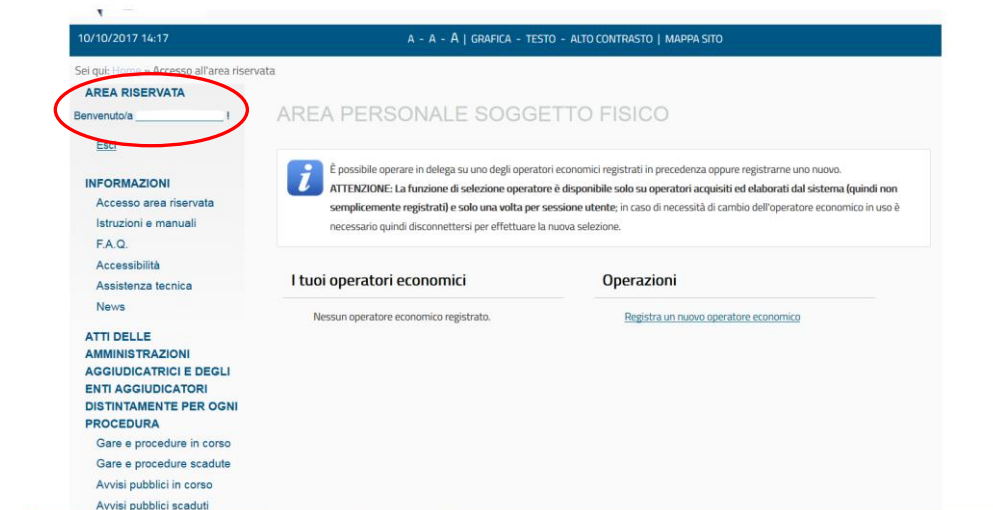 10/10/2017 14:17
A - A - A | GRAFICA - TESTO - ALTO CONTRASTO | MAPPA SITO
Sei qui: Home » Accesso all'area riservata
AREA RISERVATA
Benvenuto/a !
Esci
INFORMAZIONI
Accesso area riservata
Istruzioni e manuali
F.A.Q.
Accessibilità
Assistenza tecnica
News
ATTI DELLE
AMMINISTRAZIONI
AGGIUDICATRICI E DEGLI
ENTI AGGIUDICATORI
DISTINTAMENTE PER OGNI
PROCEDURA
Gare e procedure in corso
Gare e procedure scadute
Avvisi pubblici in corso
Avvisi pubblici scaduti
AREA PERSONALE SOGGETTO FISICO
È possibile operare in delega su uno degli operatori economici registrati in precedenza oppure registrarne uno nuovo.
ATTENZIONE: La funzione di selezione operatore è disponibile solo su operatori acquisiti ed elaborati dal sistema (quindi non
semplicemente registrati) e solo una volta per sessione utente; in caso di necessità di cambio dell'operatore economico in uso è
necessario quindi disconnettersi per effettuare la nuova selezione.
I tuoi operatori economici
Nessun operatore economico registrato.
Operazioni
Registra un nuovo operatore economico